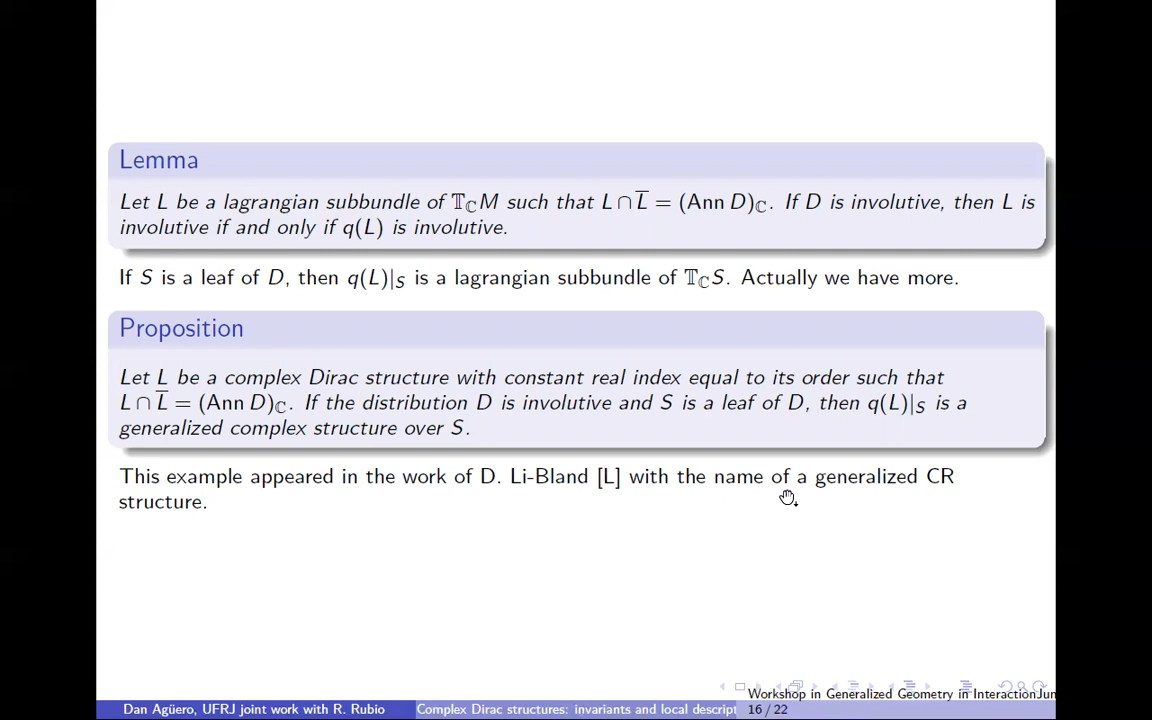 Lemma
Let L be a lagrangian subbundle of 𝕋_ℂM such that L ∩ L̅ = (Ann D)_ℂ. If D is involutive, then L is
involutive if and only if q(L) is involutive.
If S is a leaf of D, then q(L)|_S is a lagrangian subbundle of 𝕋_ℂS. Actually we have more.
Proposition
Let L be a complex Dirac structure with constant real index equal to its order such that
L ∩ L̅ = (Ann D)_ℂ. If the distribution D is involutive and S is a leaf of D, then q(L)|_S is a
generalized complex structure over S.
This example appeared in the work of D. Li-Bland [L] with the name of a generalized CR
structure.
Workshop in Generalized Geometry in InteractionJun
Dan Agüero, UFRJ joint work with R. Rubio Complex Dirac structures: invariants and local descript 16 / 22